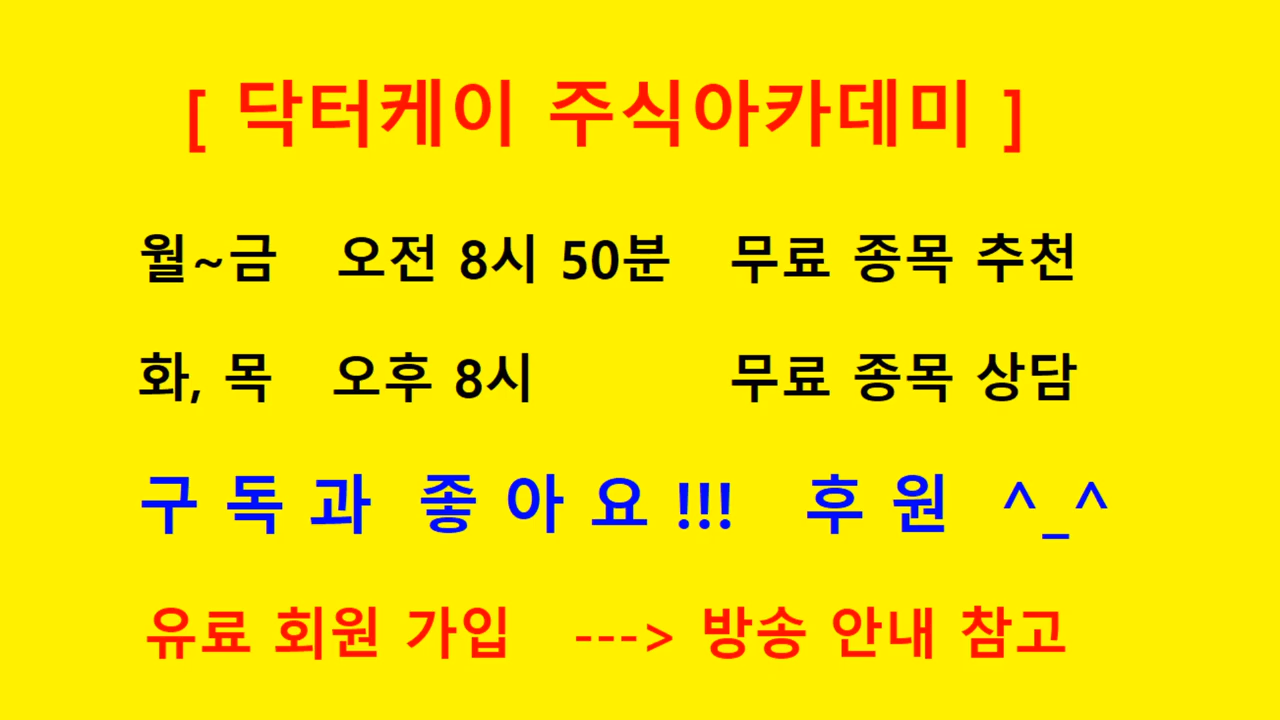 [ 닥터케이 주식아카데미 ]
월~금 오전 8시 50분 무료 종목 추천
화, 목 오후 8시 무료 종목 상담
구 독 과 좋 아 요 !!! 후 원 ^_^
유료 회원 가입 ---> 방송 안내 참고